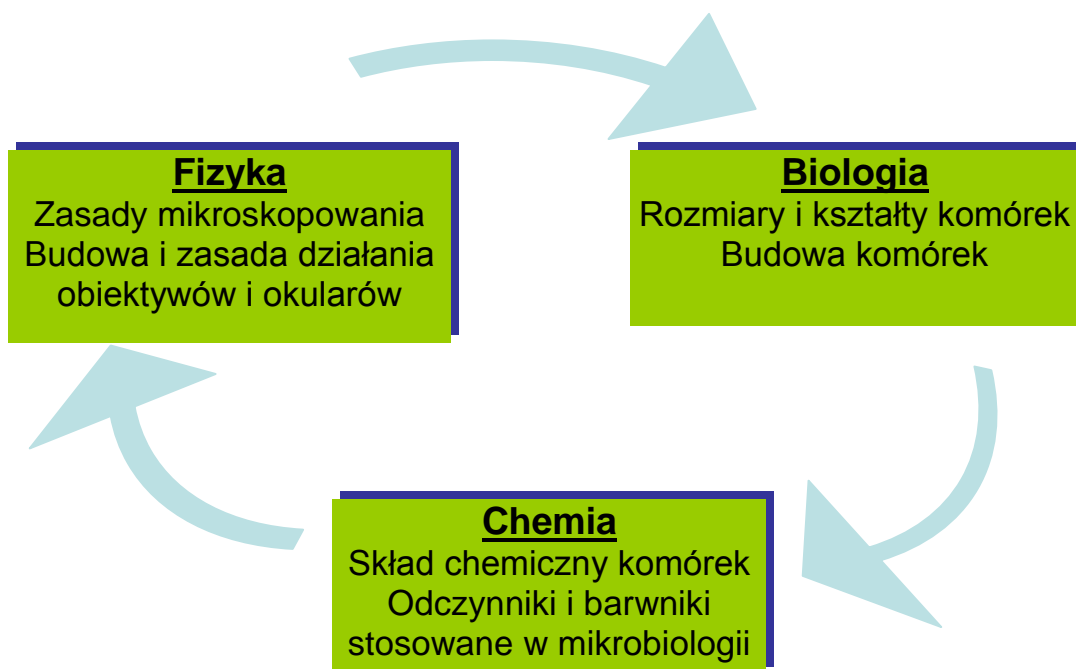 Fizyka
Zasady mikroskopowania
Budowa i zasada działania
obiektywów i okularów
Biologia
Rozmiary i kształty komórek
Budowa komórek
Chemia
Skład chemiczny komórek
Odczynniki i barwniki
stosowane w mikrobiologii